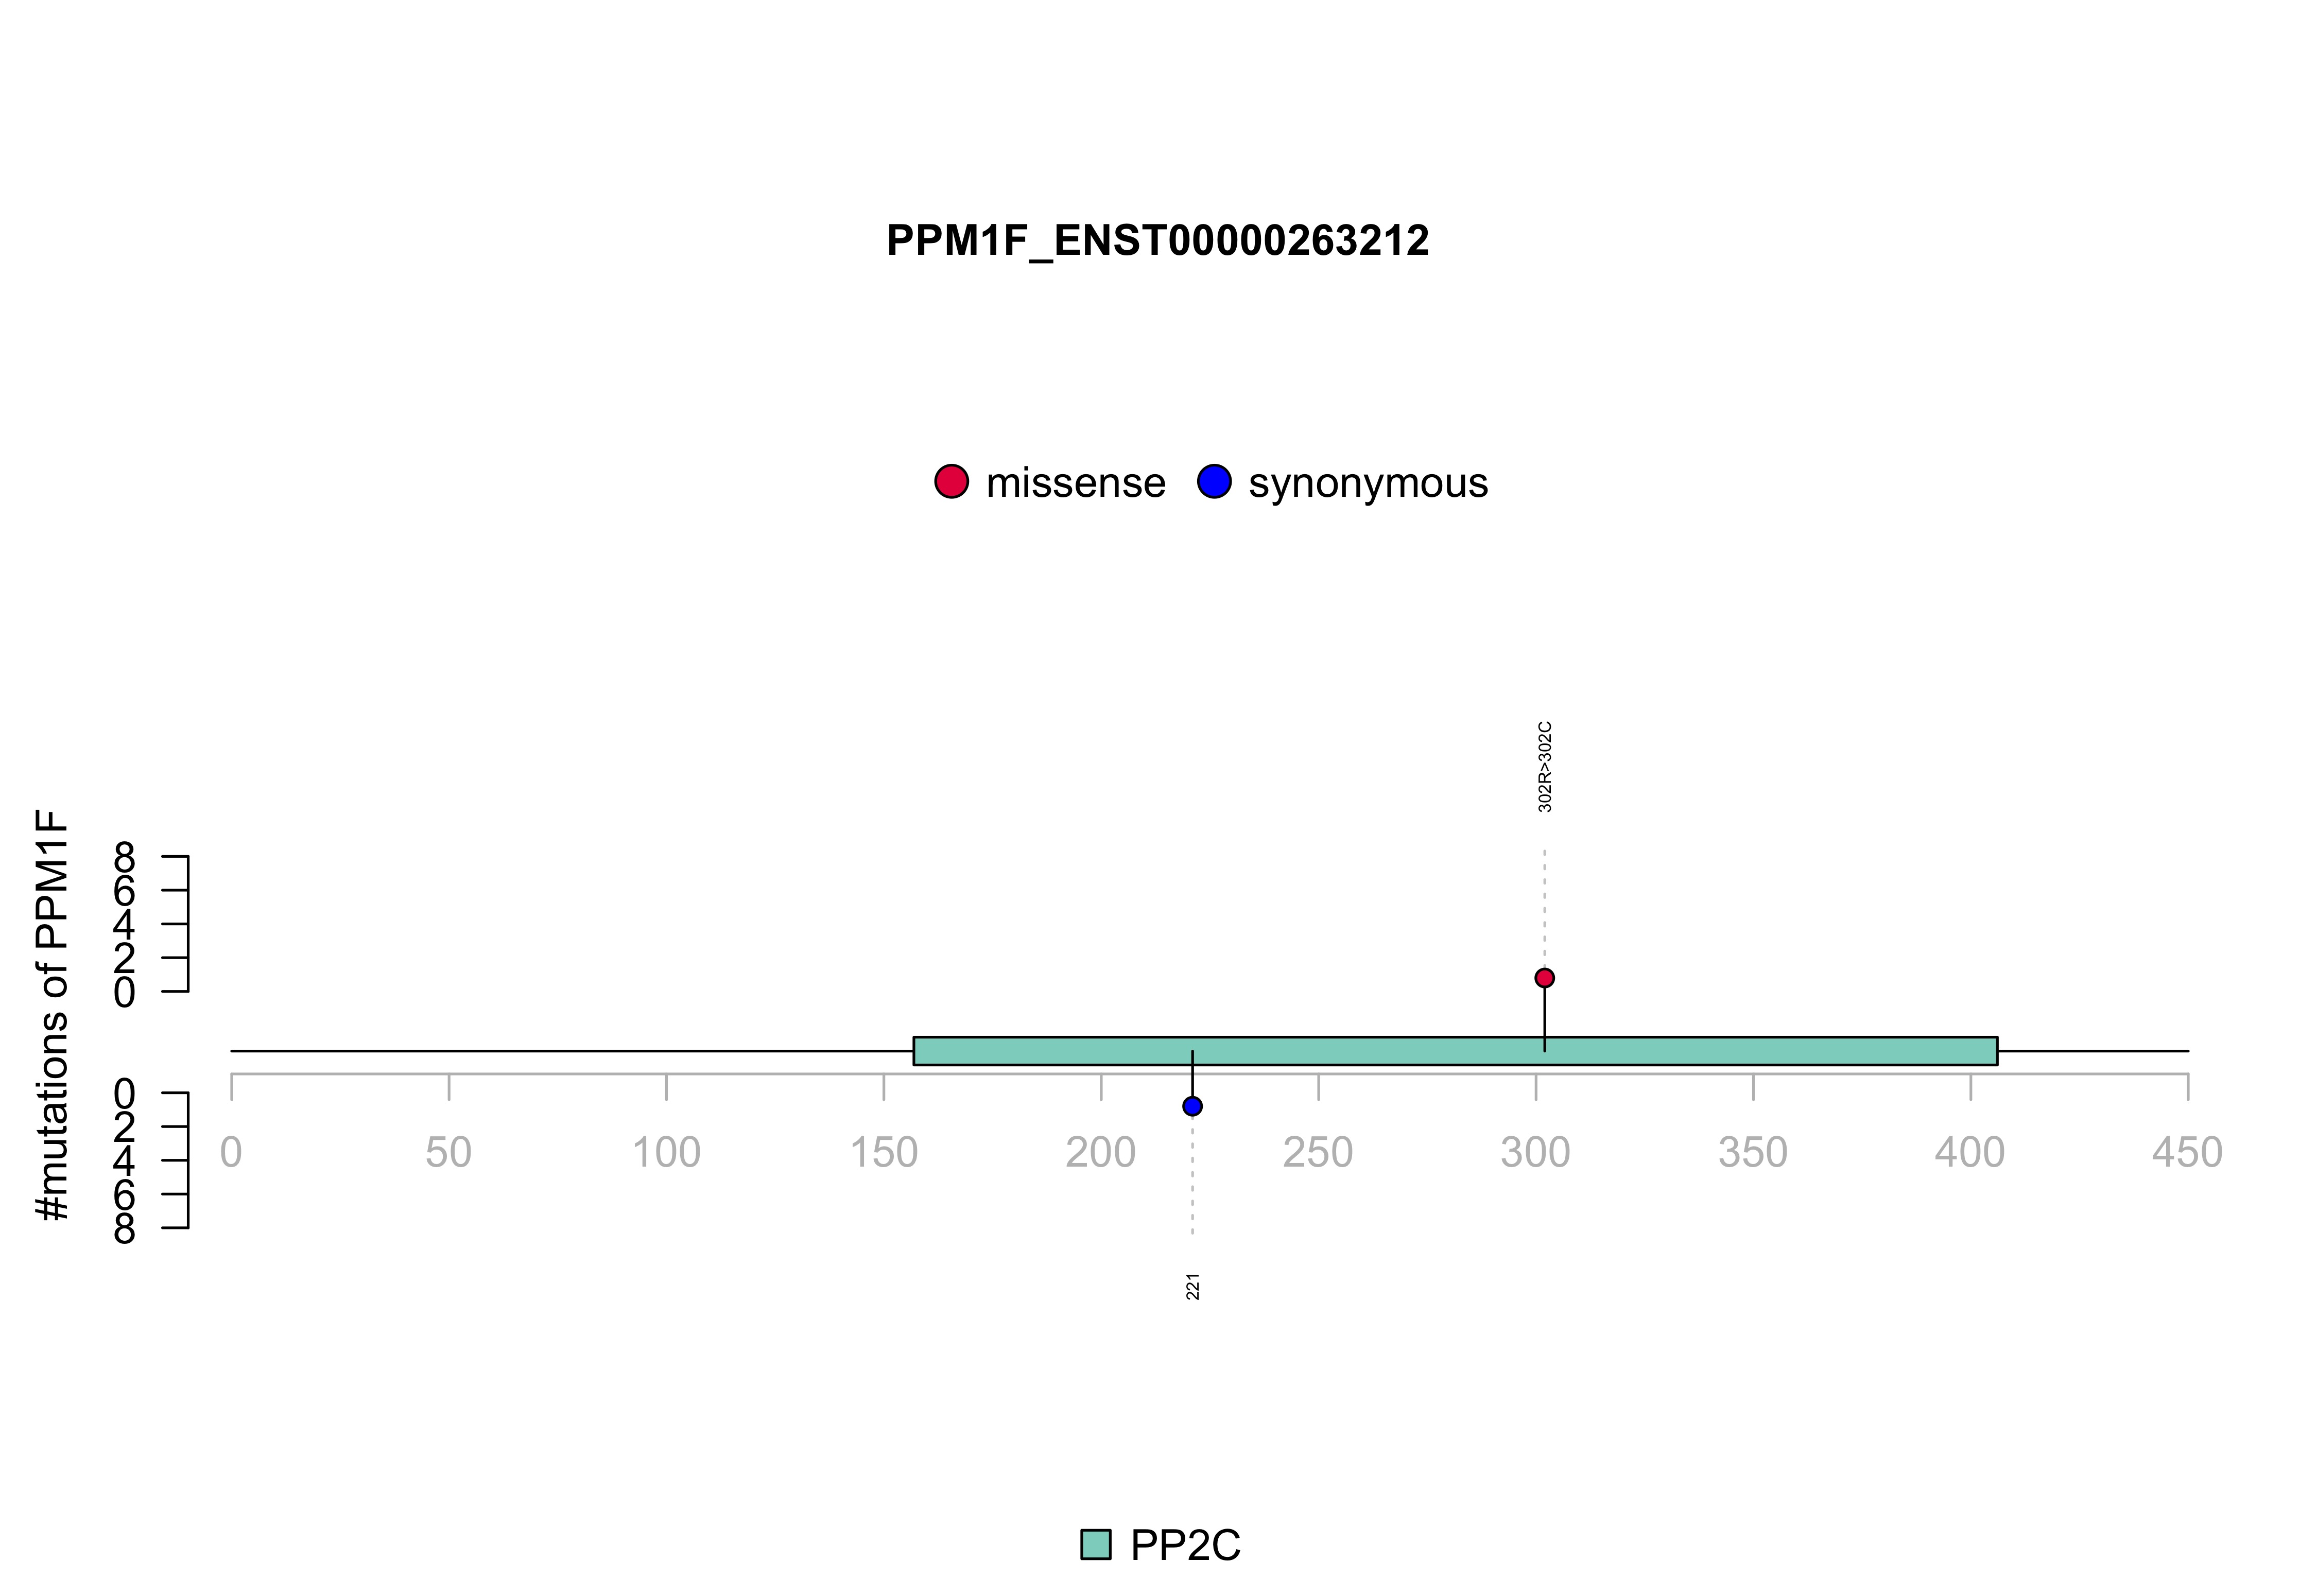 PPM1F_ENST00000263212
missense synonymous
302R>302C
#mutations of PPM1F
8
6
4
2
0
0
2
4
6
8
0 50 100 150 200 250 300 350 400 450
221
PP2C